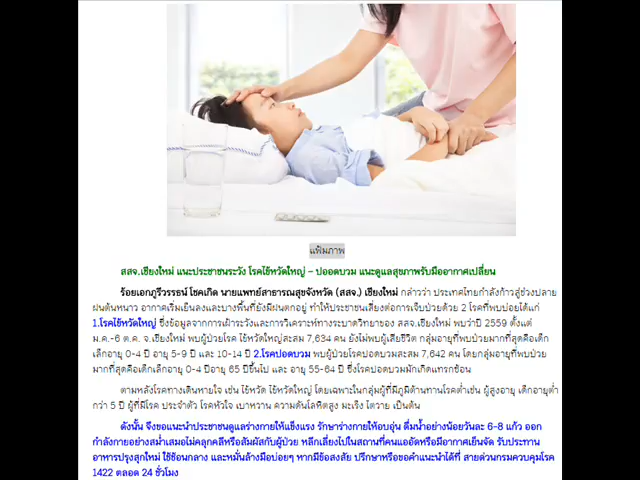 แฟ้มภาพ
สสจ.เชียงใหม่ แนะประชาชนระวัง โรคไข้หวัดใหญ่ – ปออดบวม แนะดูแลสุขภาพรับมืออากาศเปลี่ยน
ร้อยเอกภูรีวรรธน์ โชคเกิด นายแพทย์สาธารณสุขจังหวัด (สสจ.) เชียงใหม่ กล่าวว่า ประเทศไทยกำลังก้าวสู่ช่วงปลาย
ฝนต้นหนาว อากาศเริ่มเย็นลงและบางพื้นที่ยังมีฝนตกอยู่ ทำให้ประชาชนเสี่ยงต่อการเจ็บป่วยด้วย 2 โรคที่พบบ่อยได้แก่
1.โรคไข้หวัดใหญ่ ซึ่งข้อมูลจากการเฝ้าระวังและการวิเคราะห์ทางระบาดวิทยาของ สสจ.เชียงใหม่ พบว่าปี 2559 ตั้งแต่
ม.ค.-6 ต.ค. จ.เชียงใหม่ พบผู้ป่วยโรค ไข้หวัดใหญ่สะสม 7,634 คน ยังไม่พบผู้เสียชีวิต กลุ่มอายุที่พบป่วยมากที่สุดคือเด็ก
เล็กอายุ 0-4 ปี อายุ 5-9 ปี และ 10-14 ปี 2.โรคปอดบวม พบผู้ป่วยโรคปอดบวมสะสม 7,642 คน โดยกลุ่มอายุที่พบป่วย
มากที่สุดคือเด็กเล็กอายุ 0-4 ปีอายุ 65 ปีขึ้นไป และ อายุ 55-64 ปี ซึ่งโรคปอดบวมมักเกิดแทรกซ้อน
ตามหลังโรคทางเดินหายใจ เช่น ไข้หวัด ไข้หวัดใหญ่ โดยเฉพาะในกลุ่มผู้ที่มีภูมิต้านทานโรคต่ำเช่น ผู้สูงอายุ เด็กอายุต่ำ
กว่า 5 ปี ผู้ที่มีโรค ประจำตัว โรคหัวใจ เบาหวาน ความดันโลหิตสูง มะเร็ง ไตวาย เป็นต้น
ดังนั้น จึงขอแนะนำประชาชนดูแลร่างกายให้แข็งแรง รักษาร่างกายให้อบอุ่น ดื่มน้ำอย่างน้อยวันละ 6-8 แก้ว ออก
กำลังกายอย่างสม่ำเสมอไม่คลุกคลีหรือสัมผัสกับผู้ป่วย หลีกเลี่ยงไปในสถานที่คนแออัดหรือมีอากาศเย็นจัด รับประทาน
อาหารปรุงสุกใหม่ ใช้ช้อนกลาง และหมั่นล้างมือบ่อยๆ หากมีข้อสงสัย ปรึกษาหรือขอคำแนะนำได้ที่ สายด่วนกรมควบคุมโรค
1422 ตลอด 24 ชั่วโมง